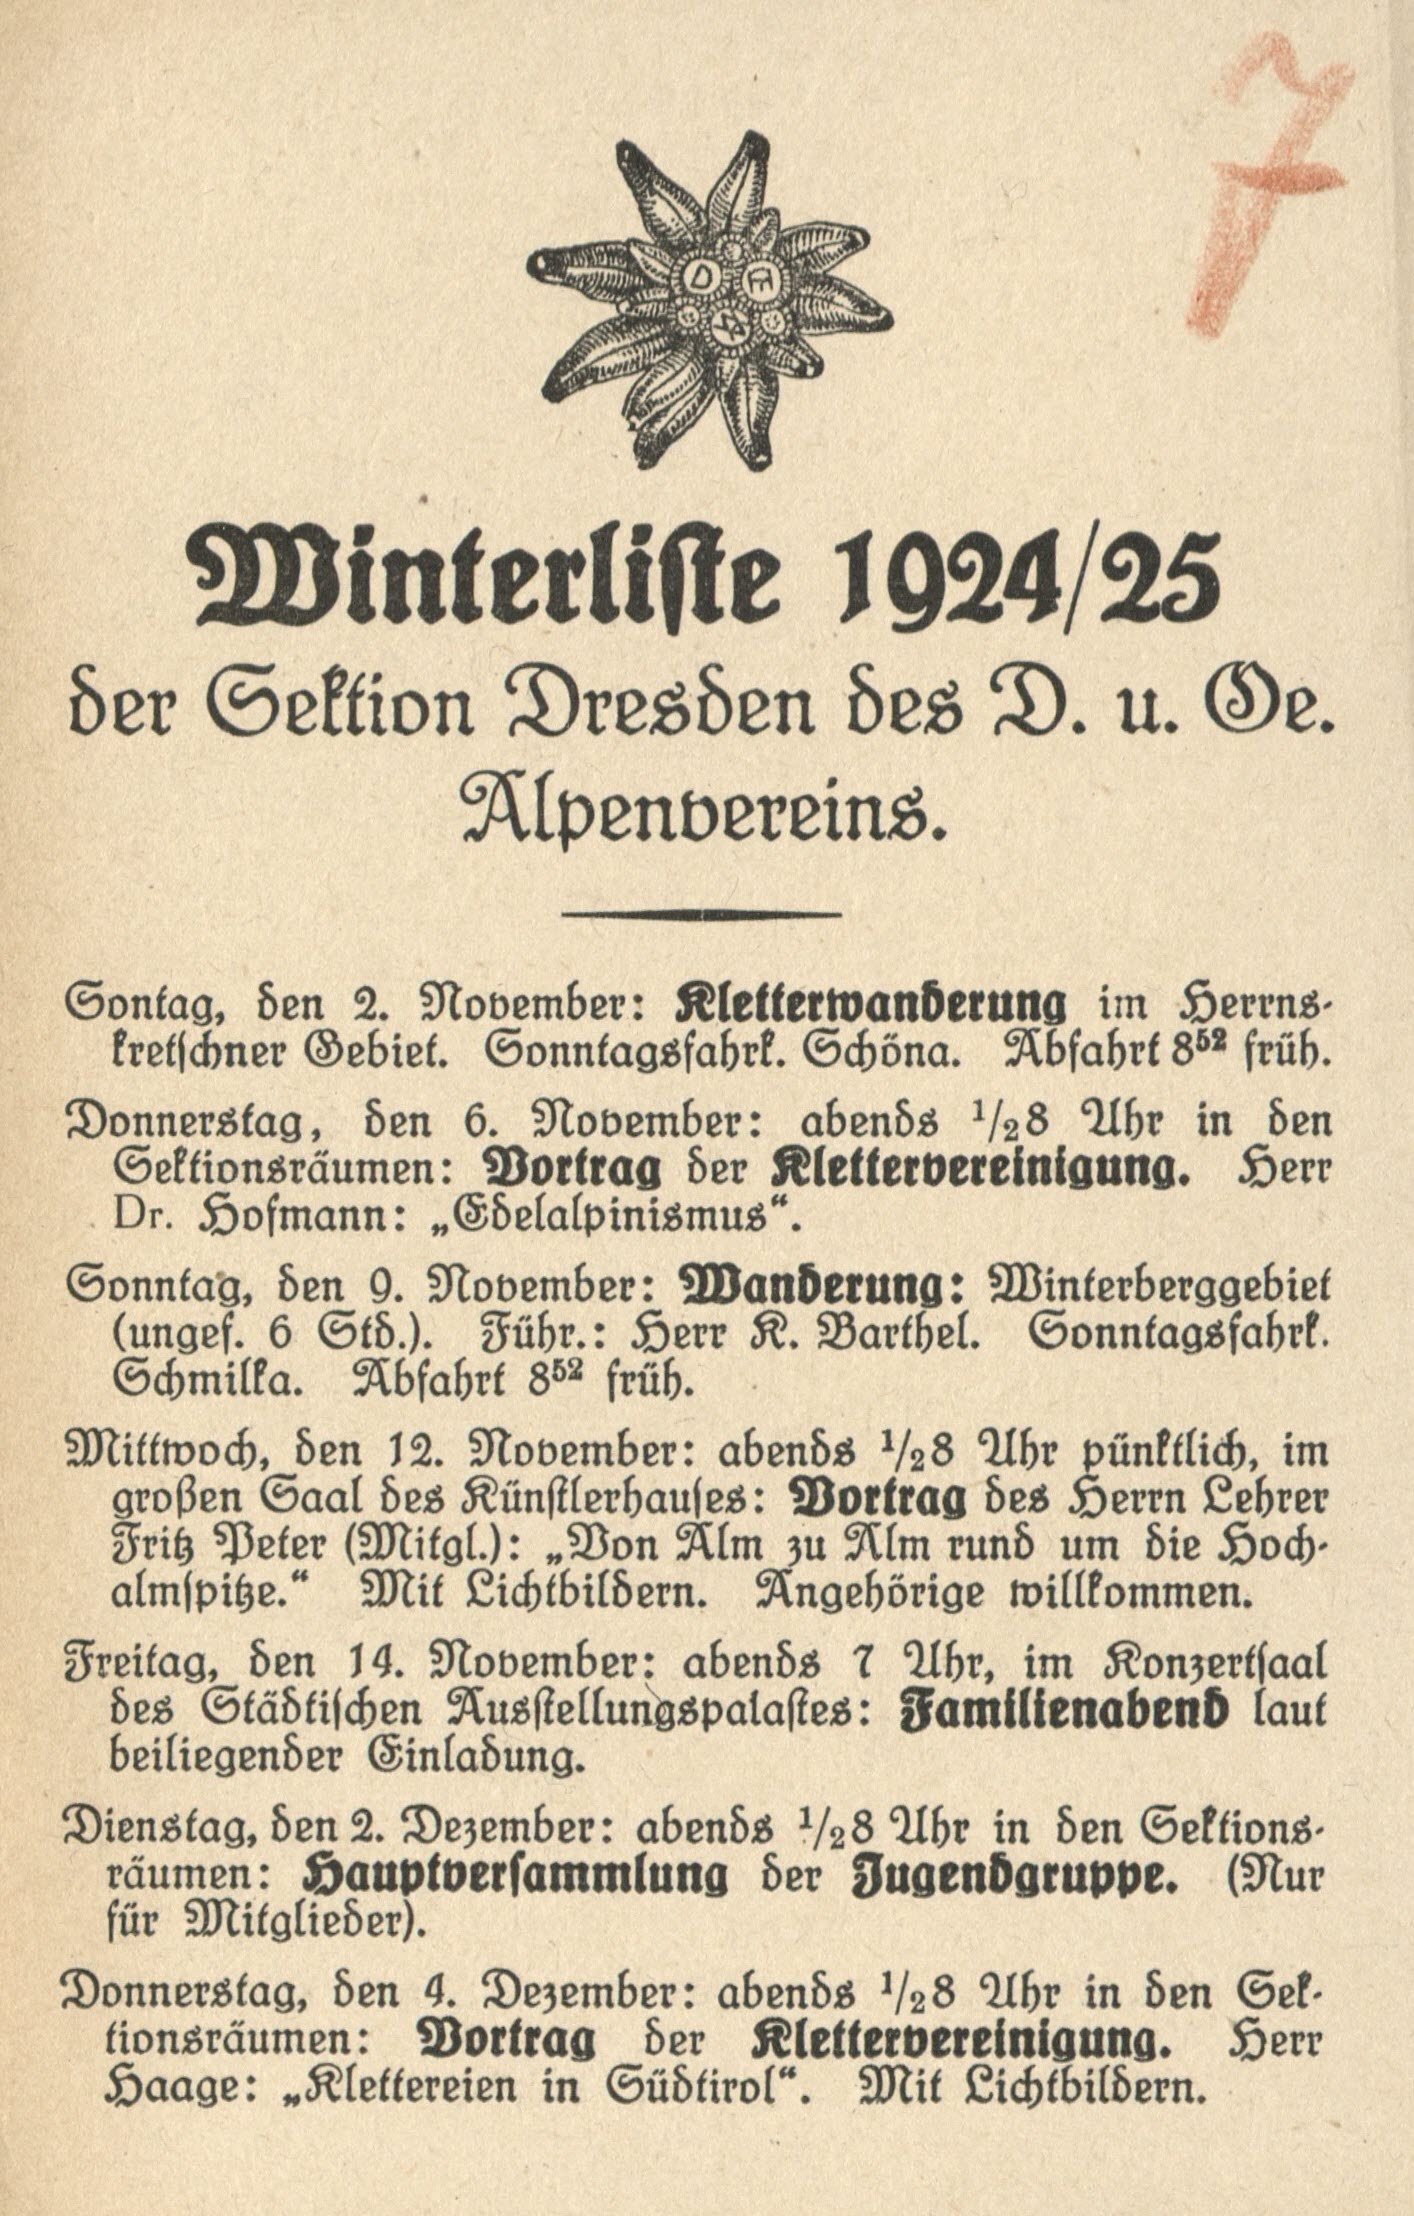 7
D Œ
A V
Winterliste 1924/25
der Sektion Dresden des D. u. Oe.
Alpenvereins.
Sontag, den 2. November: Kletterwanderung im Herrns-
kretschner Gebiet. Sonntagsfahrk. Schöna. Abfahrt 8⁵² früh.
Donnerstag, den 6. November: abends ¹/₂8 Uhr in den
Sektionsräumen: Vortrag der Klettervereinigung. Herr
Dr. Hofmann: „Edelalpinismus“.
Sonntag, den 9. November: Wanderung: Winterberggebiet
(ungef. 6 Std.). Führ.: Herr K. Barthel. Sonntagsfahrk.
Schmilka. Abfahrt 8⁵² früh.
Mittwoch, den 12. November: abends ¹/₂8 Uhr pünktlich, im
großen Saal des Künstlerhauses: Vortrag des Herrn Lehrer
Fritz Peter (Mitgl.): „Von Alm zu Alm rund um die Hoch-
almspitze.“ Mit Lichtbildern. Angehörige willkommen.
Freitag, den 14. November: abends 7 Uhr, im Konzertsaal
des Städtischen Ausstellungspalastes: Familienabend laut
beiliegender Einladung.
Dienstag, den 2. Dezember: abends ¹/₂8 Uhr in den Sektions-
räumen: Hauptversammlung der Jugendgruppe. (Nur
für Mitglieder).
Donnerstag, den 4. Dezember: abends ¹/₂8 Uhr in den Sek-
tionsräumen: Vortrag der Klettervereinigung. Herr
Haage: „Klettereien in Südtirol“. Mit Lichtbildern.